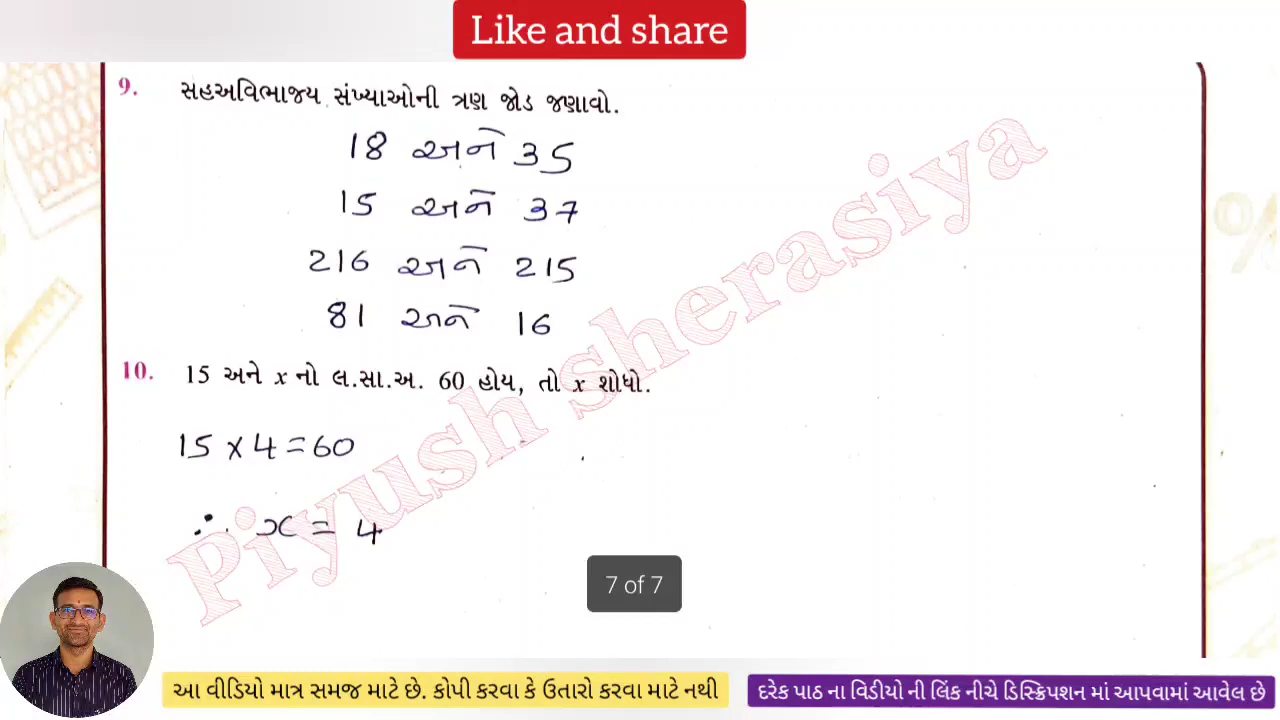 Like and share
9. સહઅવિભાજ્ય સંખ્યાઓની ત્રણ જોડ જણાવો.
18 અને 35
15 અને 37
216 અને 215
81 અને 16
10. 15 અને x નો લ.સા.અ. 60 હોય, તો x શોધો.
15 × 4 = 60
∴ x = 4
Piyush sherasiya
7 of 7
આ વીડિયો માત્ર સમજ માટે છે. કોપી કરવા કે ઉતારો કરવા માટે નથી
દરેક પાઠ ના વિડીયો ની લિંક નીચે ડિસ્ક્રિપશન માં આપવામાં આવેલ છે